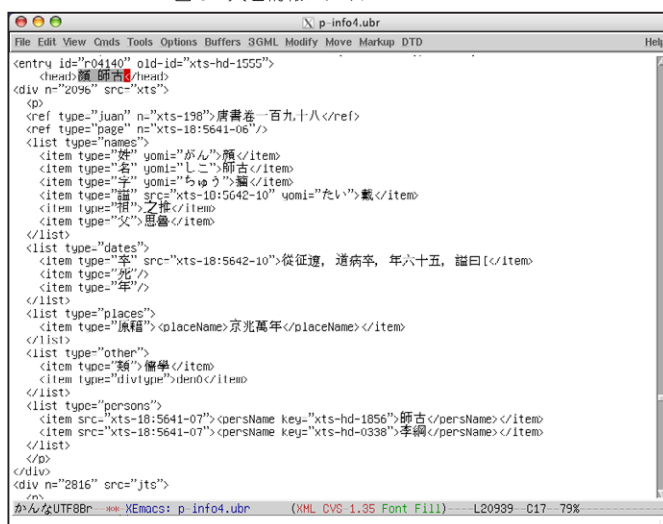 p-info4.ubr
File Edit View Cmds Tools Options Buffers SGML Modify Move Markup DTD Help
<entry id="r04140" old-id="xts-hd-1555">
<head>顔 師古</head>
<div n="2096" src="xts">
<p>
<ref type="juan" n="xts-198">唐書巻一百九十八</ref>
<ref type="page" n="xts-18:5641-06"/>
<list type="names">
<item type="姓" yomi="がん">顔</item>
<item type="名" yomi="しこ">師古</item>
<item type="字" yomi="ちゅう">籀</item>
<item type="諡" src="xts-18:5642-10" yomi="たい">戴</item>
<item type="祖">之推</item>
<item type="父">思魯</item>
</list>
<list type="dates">
<item type="卒" src="xts-18:5642-10">從征遼, 道病卒, 年六十五, 諡曰[</item>
<item type="死"/>
<item type="年"/>
</list>
<list type="places">
<item type="原籍"><placeName>京兆萬年</placeName></item>
</list>
<list type="other">
<item type="類">儒學</item>
<item type="divtype">den0</item>
</list>
<list type="persons">
<item src="xts-18:5641-07"><persName key="xts-hd-1856">師古</persName></item>
<item src="xts-18:5641-07"><persName key="xts-hd-0338">李綱</persName></item>
</list>
</p>
</div>
<div n="2816" src="jts">
<p>
かんなUTF8Br--** XEmacs: p-info4.ubr (XML CVS-1.35 Font Fill)----L20939--C17--79%